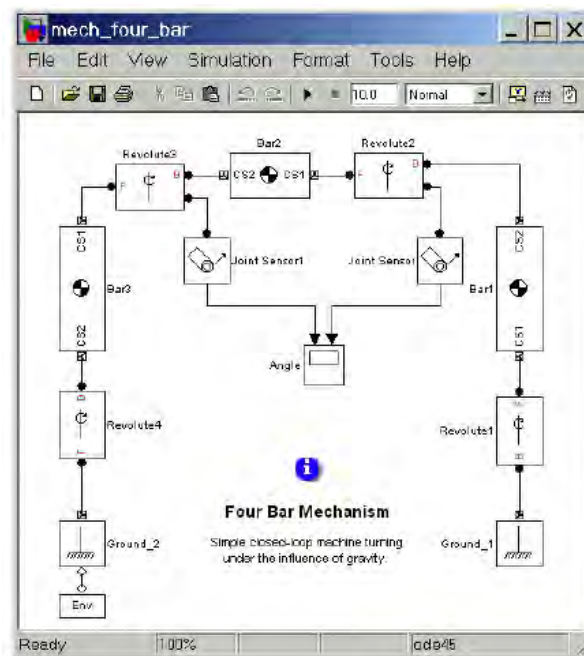 mech_four_bar
File Edit View Simulation Format Tools Help
10.0 Normal
Revolute3
Bar2
Revolute2
F B
CS2 CS1
F B
CS1
CS2
Bar3
Joint Sensor1
Joint Sensor
CS2
CS1
Bar1
Angle
Revolute4
Revolute1
Four Bar Mechanism
Ground_2
Simple closed-loop machine turning
under the influence of gravity.
Ground_1
Env
Ready 100% ode45